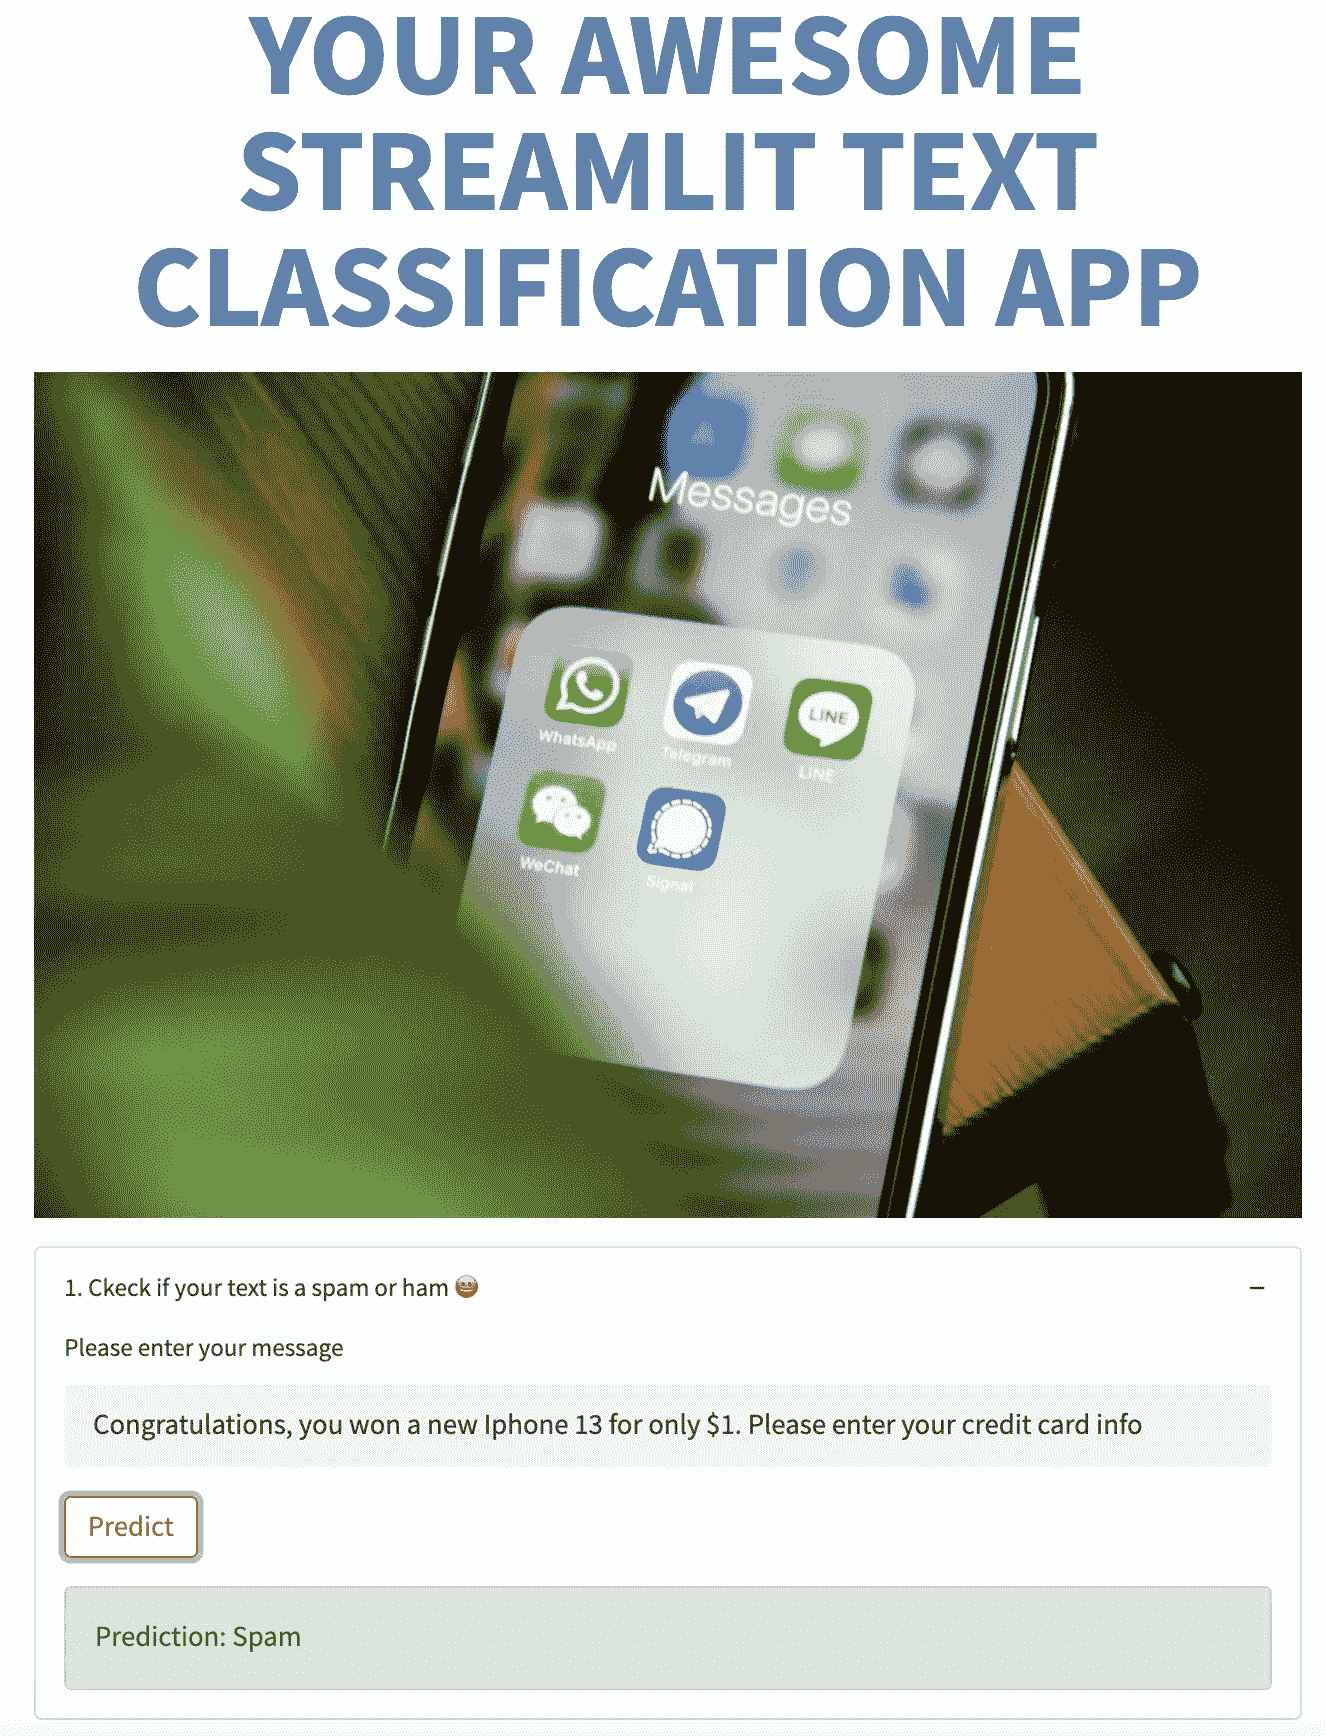 YOUR AWESOME
STREAMLIT TEXT
CLASSIFICATION APP
Messages
WhatsApp
Telegram
LINE
LINE
WeChat
Signal
1. Ckeck if your text is a spam or ham
Please enter your message
Congratulations, you won a new Iphone 13 for only $1. Please enter your credit card info
Predict
Prediction: Spam